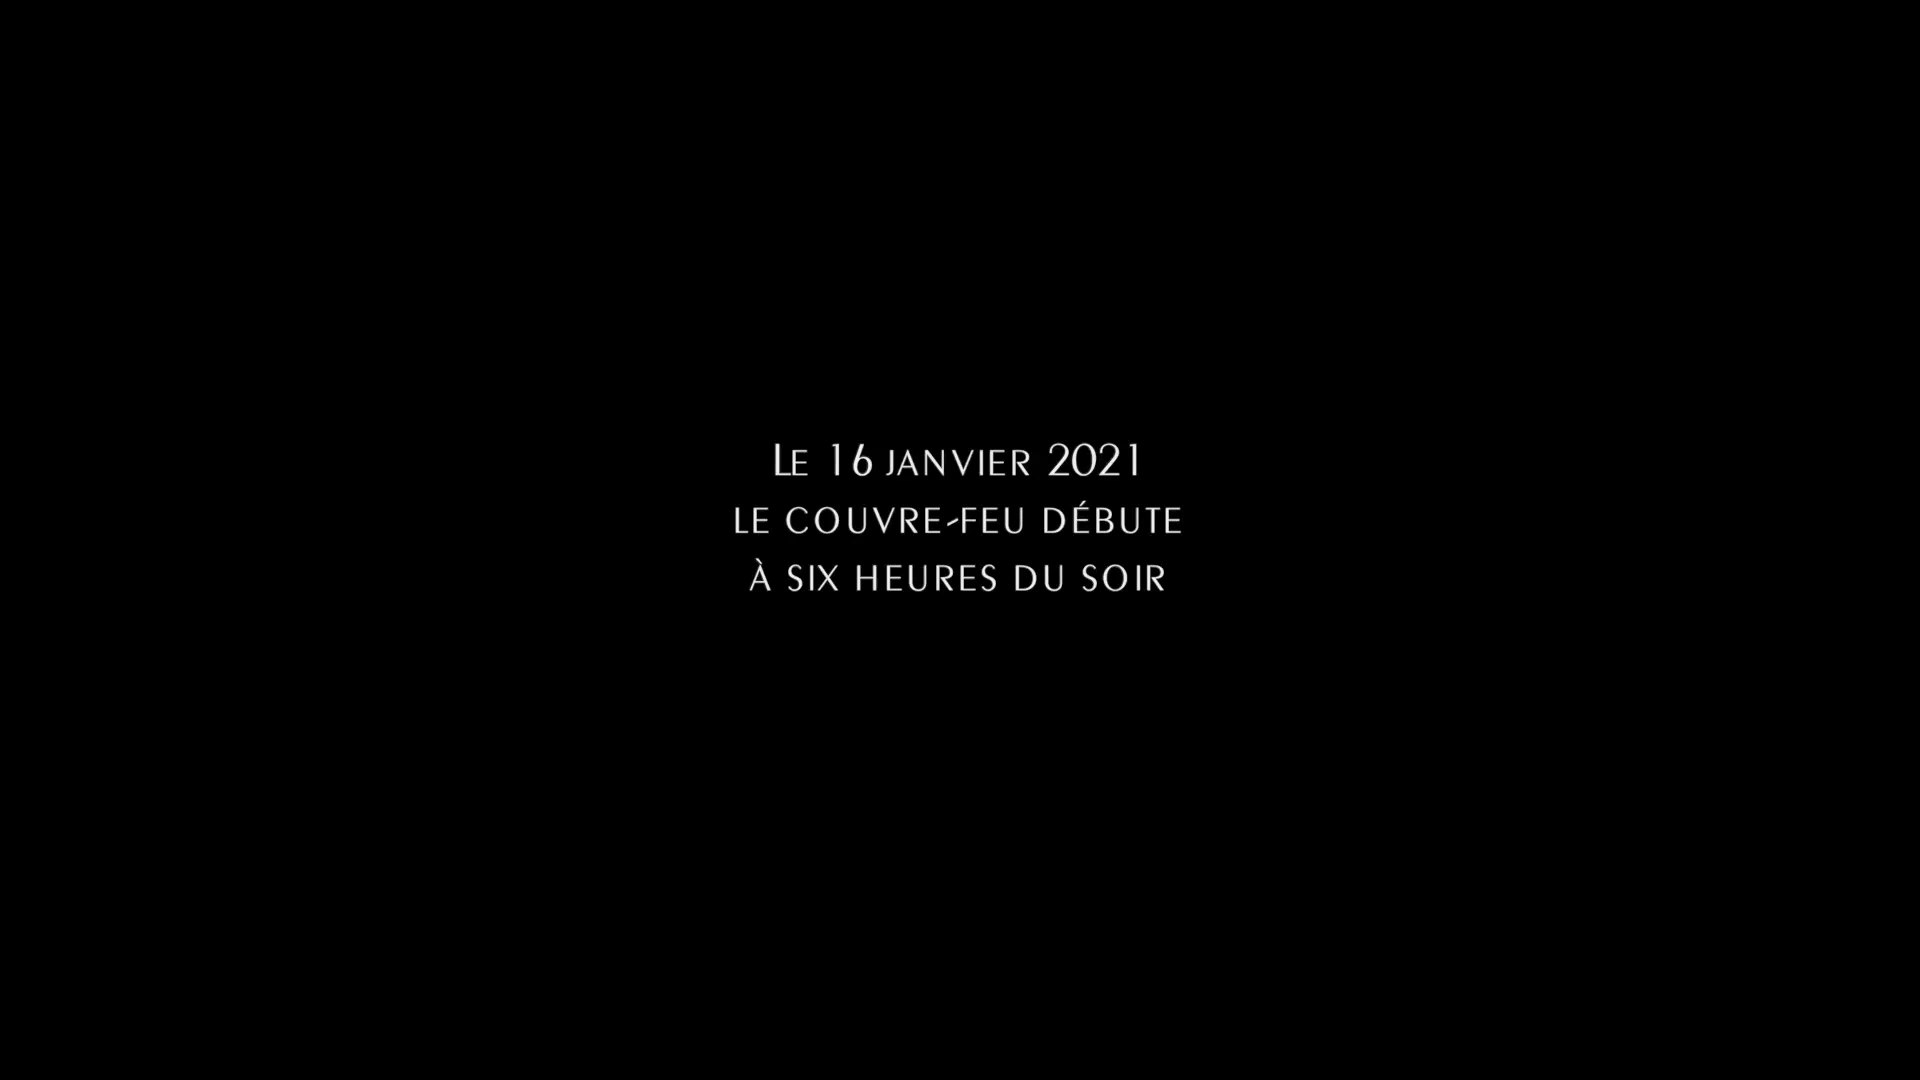 Le 16 janvier 2021
le couvre-feu débute
à six heures du soir